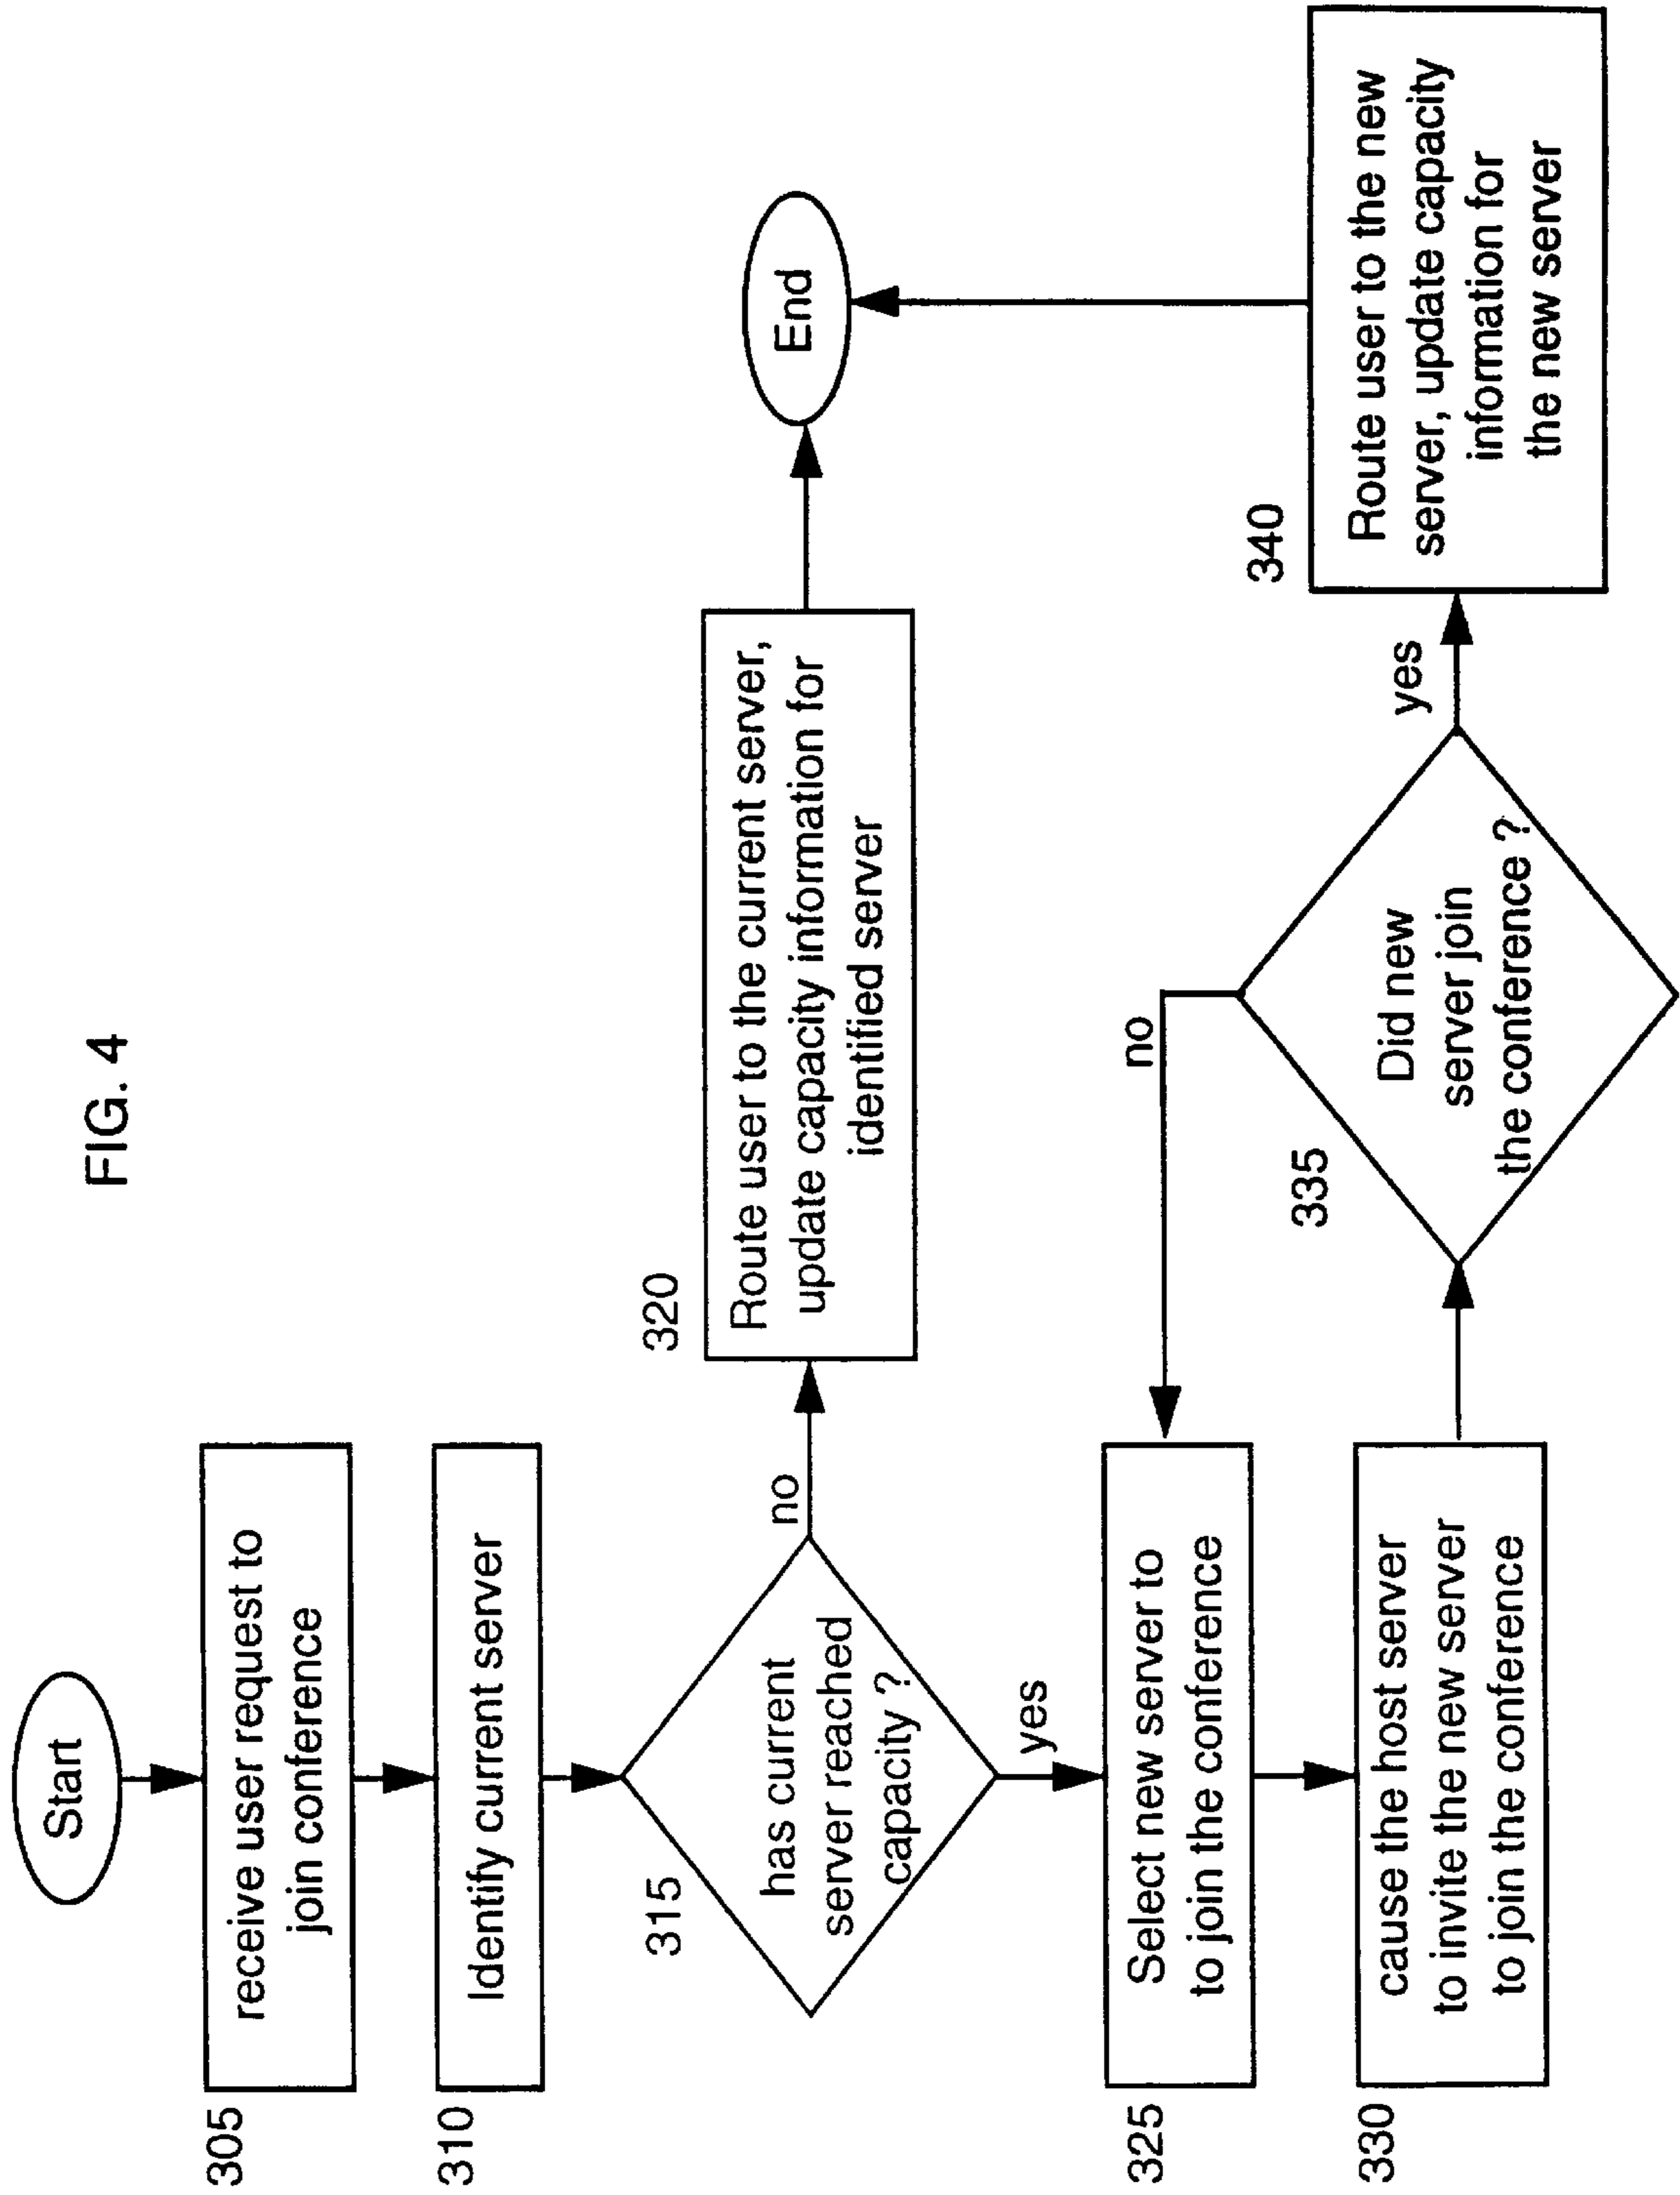 FIG. 4
Start
305
receive user request to
join conference
310
Identify current server
315
has current
server reached
capacity ?
no
yes
320
Route user to the current server,
update capacity information for
identified server
End
325
Select new server to
to join the conference
330
cause the host server
to invite the new server
to join the conference
335
Did new
server join
the conference ?
no
yes
340
Route user to the new
server, update capacity
information for
the new server